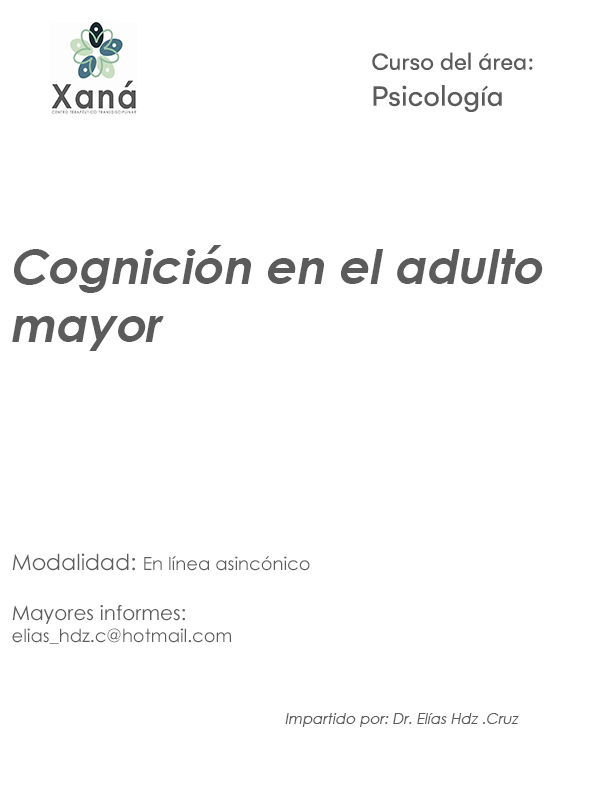 Xaná
CENTRO TERAPÉUTICO TRANSDISCIPLINAR
Curso del área:
Psicología
Cognición en el adulto
mayor
Modalidad: En línea asincónico
Mayores informes:
elias_hdz.c@hotmail.com
Impartido por: Dr. Elías Hdz .Cruz